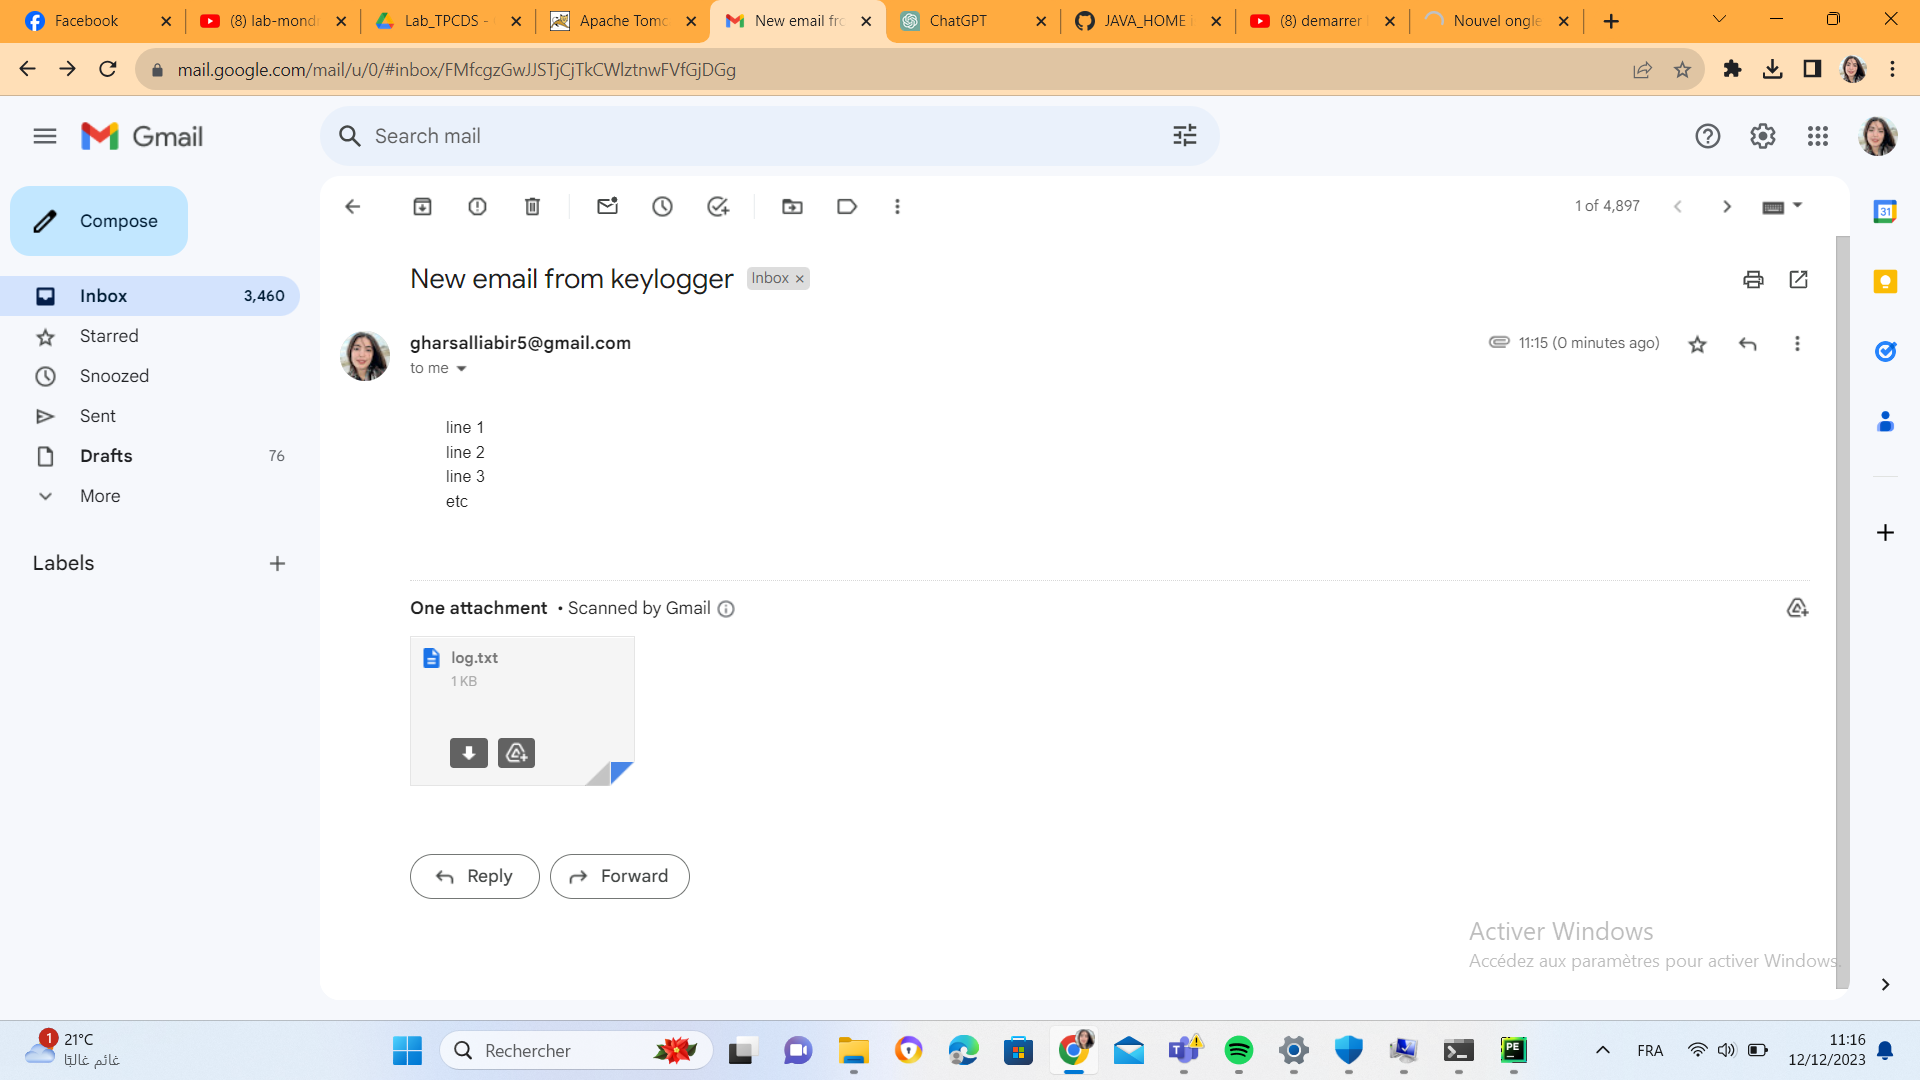 Facebook
(8) lab-mond
Lab_TPCDS -
Apache Tomc
New email fro
ChatGPT
JAVA_HOME i
(8) demarrer
Nouvel ongle
mail.google.com/mail/u/0/#inbox/FMfcgzGwJJSTjCjTkCWlztnwFVfGjDGg
Gmail
Search mail
Compose
1 of 4,897
New email from keylogger
Inbox ×
Inbox 3,460
Starred
Snoozed
Sent
Drafts 76
More
Labels
gharsalliabir5@gmail.com
11:15 (0 minutes ago)
to me
line 1
line 2
line 3
etc
One attachment • Scanned by Gmail
log.txt
1 KB
Reply
Forward
Activer Windows
Accédez aux paramètres pour activer Windows.
31
1
21°C
غائم غالبًا
Rechercher
PE
FRA
11:16
12/12/2023